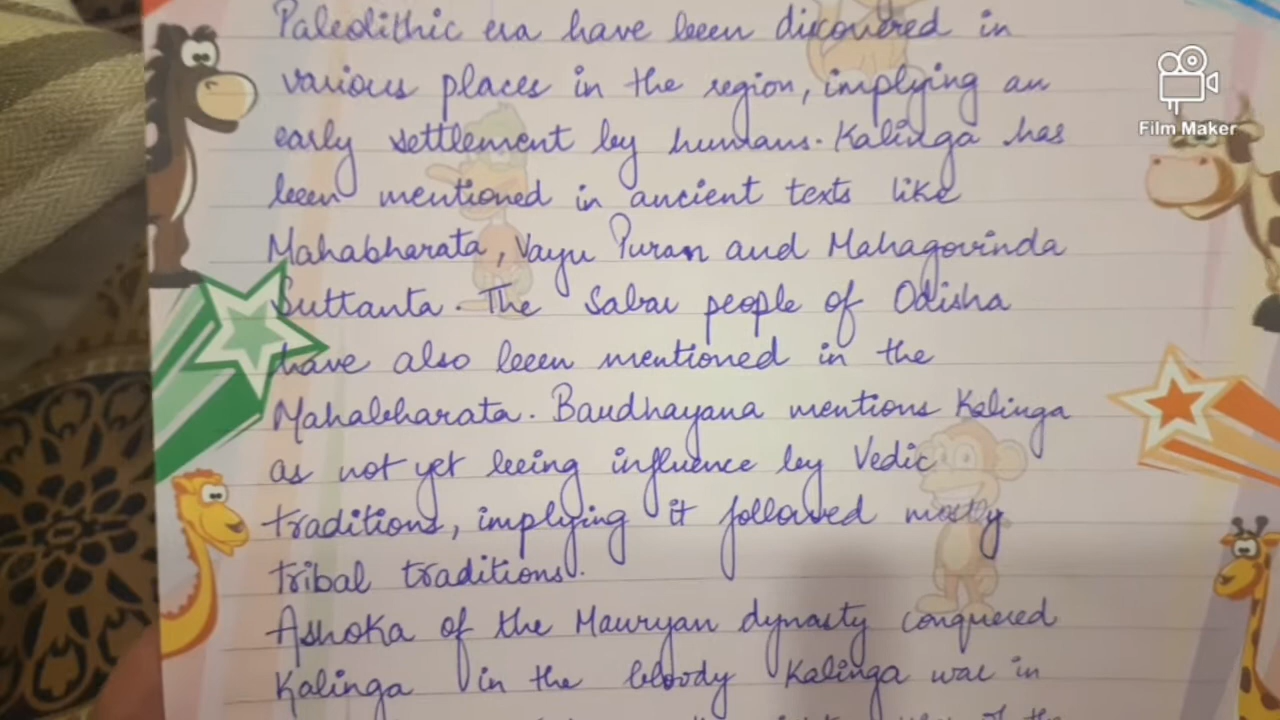 Paleolithic era have been discovered in
various places in the region, implying an
early settlement by humans. Kalinga has
been mentioned in ancient texts like
Mahabharata, Vayu Puran and Mahagovinda
Suttanta. The Sabar people of Odisha
have also been mentioned in the
Mahabharata. Baudhayana mentions Kalinga
as not yet being influence by Vedic
traditions, implying it followed mostly
tribal traditions.
Ashoka of the Mauryan dynasty conquered
Kalinga in the bloody Kalinga war in
of the
Film Maker